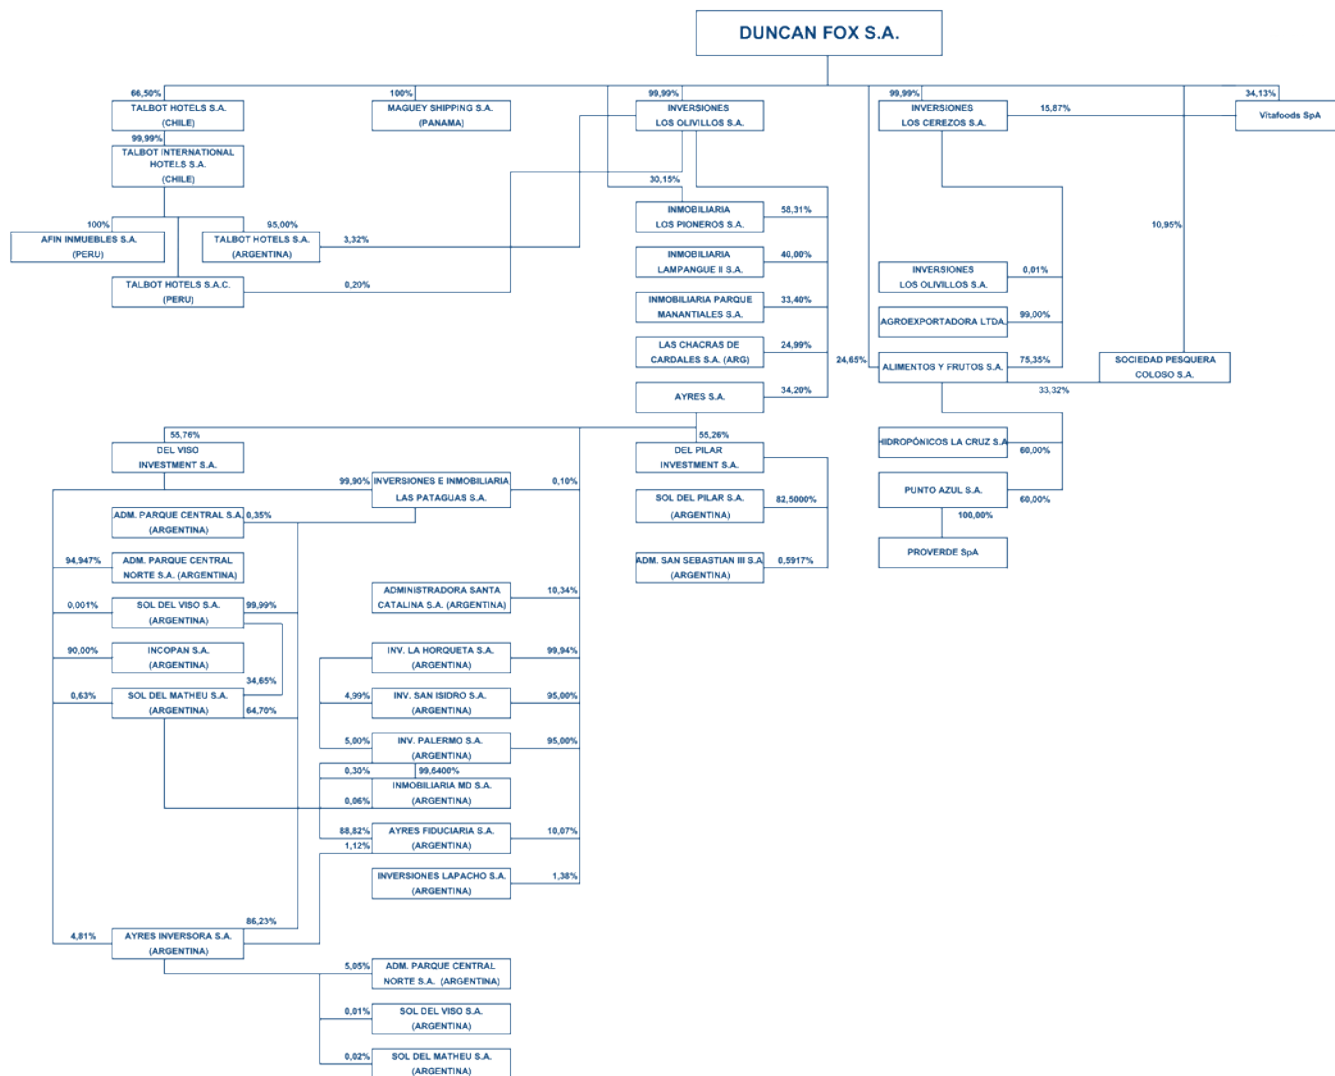 DUNCAN FOX S.A.
66,50%
100%
99,99%
99,99%
34,13%
TALBOT HOTELS S.A.
(CHILE)
MAGUEY SHIPPING S.A.
(PANAMA)
INVERSIONES
LOS OLIVILLOS S.A.
INVERSIONES
LOS CEREZOS S.A.
15,87%
Vitafoods SpA
99,99%
TALBOT INTERNATIONAL
HOTELS S.A.
(CHILE)
30,15%
100%
95,00%
AFIN INMUEBLES S.A.
(PERU)
TALBOT HOTELS S.A.
(ARGENTINA)
3,32%
INMOBILIARIA
LOS PIONEROS S.A.
58,31%
10,95%
TALBOT HOTELS S.A.C.
(PERU)
0,20%
INMOBILIARIA
LAMPANGUE II S.A.
40,00%
INVERSIONES
LOS OLIVILLOS S.A.
0,01%
INMOBILIARIA PARQUE
MANANTIALES S.A.
33,40%
AGROEXPORTADORA LTDA.
99,00%
LAS CHACRAS DE
CARDALES S.A. (ARG)
24,99%
24,65%
ALIMENTOS Y FRUTOS S.A.
75,35%
SOCIEDAD PESQUERA
COLOSO S.A.
33,32%
AYRES S.A.
34,20%
55,76%
55,26%
DEL VISO
INVESTMENT S.A.
DEL PILAR
INVESTMENT S.A.
HIDROPÓNICOS LA CRUZ S.A
60,00%
99,90%
INVERSIONES E INMOBILIARIA
LAS PATAGUAS S.A.
0,10%
SOL DEL PILAR S.A.
(ARGENTINA)
82,5000%
PUNTO AZUL S.A.
60,00%
100,00%
ADM. PARQUE CENTRAL S.A.
(ARGENTINA)
0,35%
94,947%
ADM. PARQUE CENTRAL
NORTE S.A. (ARGENTINA)
ADM. SAN SEBASTIAN III S.A
(ARGENTINA)
0,5917%
PROVERDE SpA
ADMINISTRADORA SANTA
CATALINA S.A. (ARGENTINA)
10,34%
0,001%
SOL DEL VISO S.A.
(ARGENTINA)
99,99%
90,00%
INCOPAN S.A.
(ARGENTINA)
INV. LA HORQUETA S.A.
(ARGENTINA)
99,94%
34,65%
0,63%
SOL DEL MATHEU S.A.
(ARGENTINA)
64,70%
4,99%
INV. SAN ISIDRO S.A.
(ARGENTINA)
95,00%
5,00%
INV. PALERMO S.A.
(ARGENTINA)
95,00%
0,30%
99,6400%
0,06%
INMOBILIARIA MD S.A.
(ARGENTINA)
88,82%
AYRES FIDUCIARIA S.A.
(ARGENTINA)
10,07%
1,12%
INVERSIONES LAPACHO S.A.
(ARGENTINA)
1,38%
86,23%
4,81%
AYRES INVERSORA S.A.
(ARGENTINA)
5,05%
ADM. PARQUE CENTRAL
NORTE S.A. (ARGENTINA)
0,01%
SOL DEL VISO S.A.
(ARGENTINA)
0,02%
SOL DEL MATHEU S.A.
(ARGENTINA)